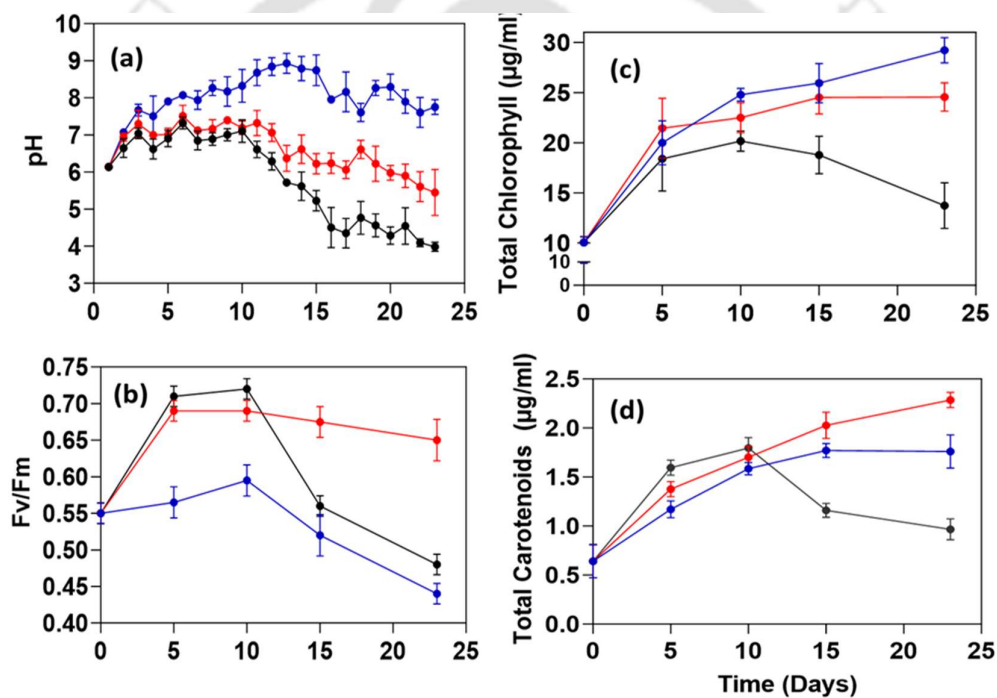 (a)
pH
10
9
8
7
6
5
4
3
0 5 10 15 20 25
(c)
Total Chlorophyll (µg/ml)
30
25
20
15
10
10
0
0 5 10 15 20 25
(b)
Fv/Fm
0.75
0.70
0.65
0.60
0.55
0.50
0.45
0.40
0 5 10 15 20 25
(d)
Total Carotenoids (µg/ml)
2.5
2.0
1.5
1.0
0.5
0.0
0 5 10 15 20 25
Time (Days)